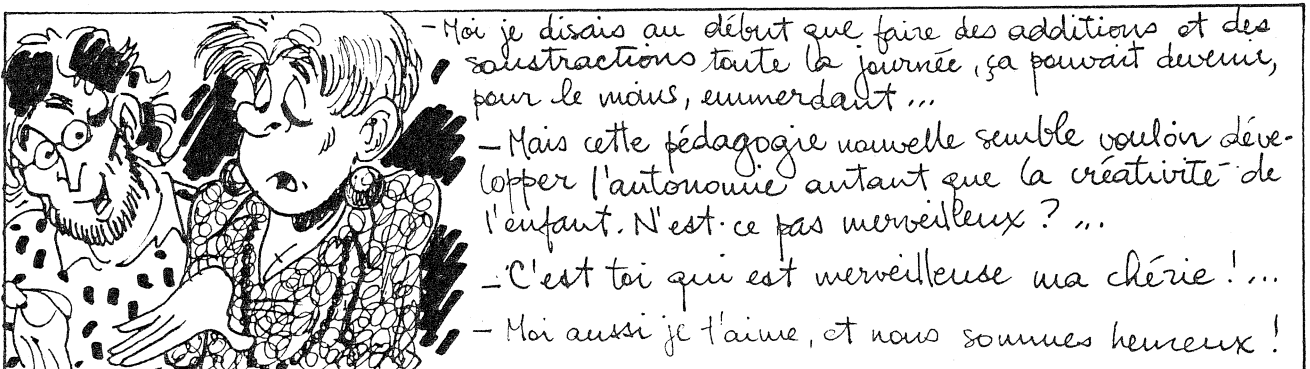 - Moi je disais au début que faire des additions et des
soustractions toute la journée, ça pouvait devenir,
pour le moins, emmerdant...
- Mais cette pédagogie nouvelle semble vouloir déve-
lopper l'autonomie autant que la créativité de
l'enfant. N'est-ce pas merveilleux ? ...
- C'est toi qui est merveilleuse ma chérie ! ...
- Moi aussi je t'aime, et nous sommes heureux !